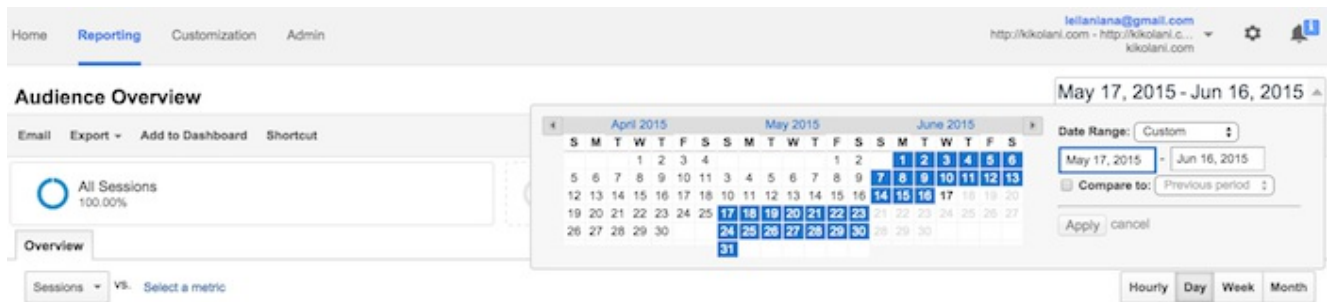 Home Reporting Customization Admin
leilaniana@gmail.com
http://kikolani.com - http://kikolani.c...
kikolani.com
1
Audience Overview
May 17, 2015 - Jun 16, 2015
Email Export Add to Dashboard Shortcut
All Sessions
100.00%
April 2015 May 2015 June 2015
S M T W T F S S M T W T F S S M T W T F S
1 2 3 4 1 2 1 2 3 4 5 6
5 6 7 8 9 10 11 3 4 5 6 7 8 9 7 8 9 10 11 12 13
12 13 14 15 16 17 18 10 11 12 13 14 15 16 14 15 16 17 18 19 20
19 20 21 22 23 24 25 17 18 19 20 21 22 23 21 22 23 24 25 26 27
26 27 28 29 30 24 25 26 27 28 29 30 28 29 30
31
Date Range: Custom
May 17, 2015 - Jun 16, 2015
Compare to: Previous period
Apply cancel
Overview
Sessions VS. Select a metric
Hourly Day Week Month